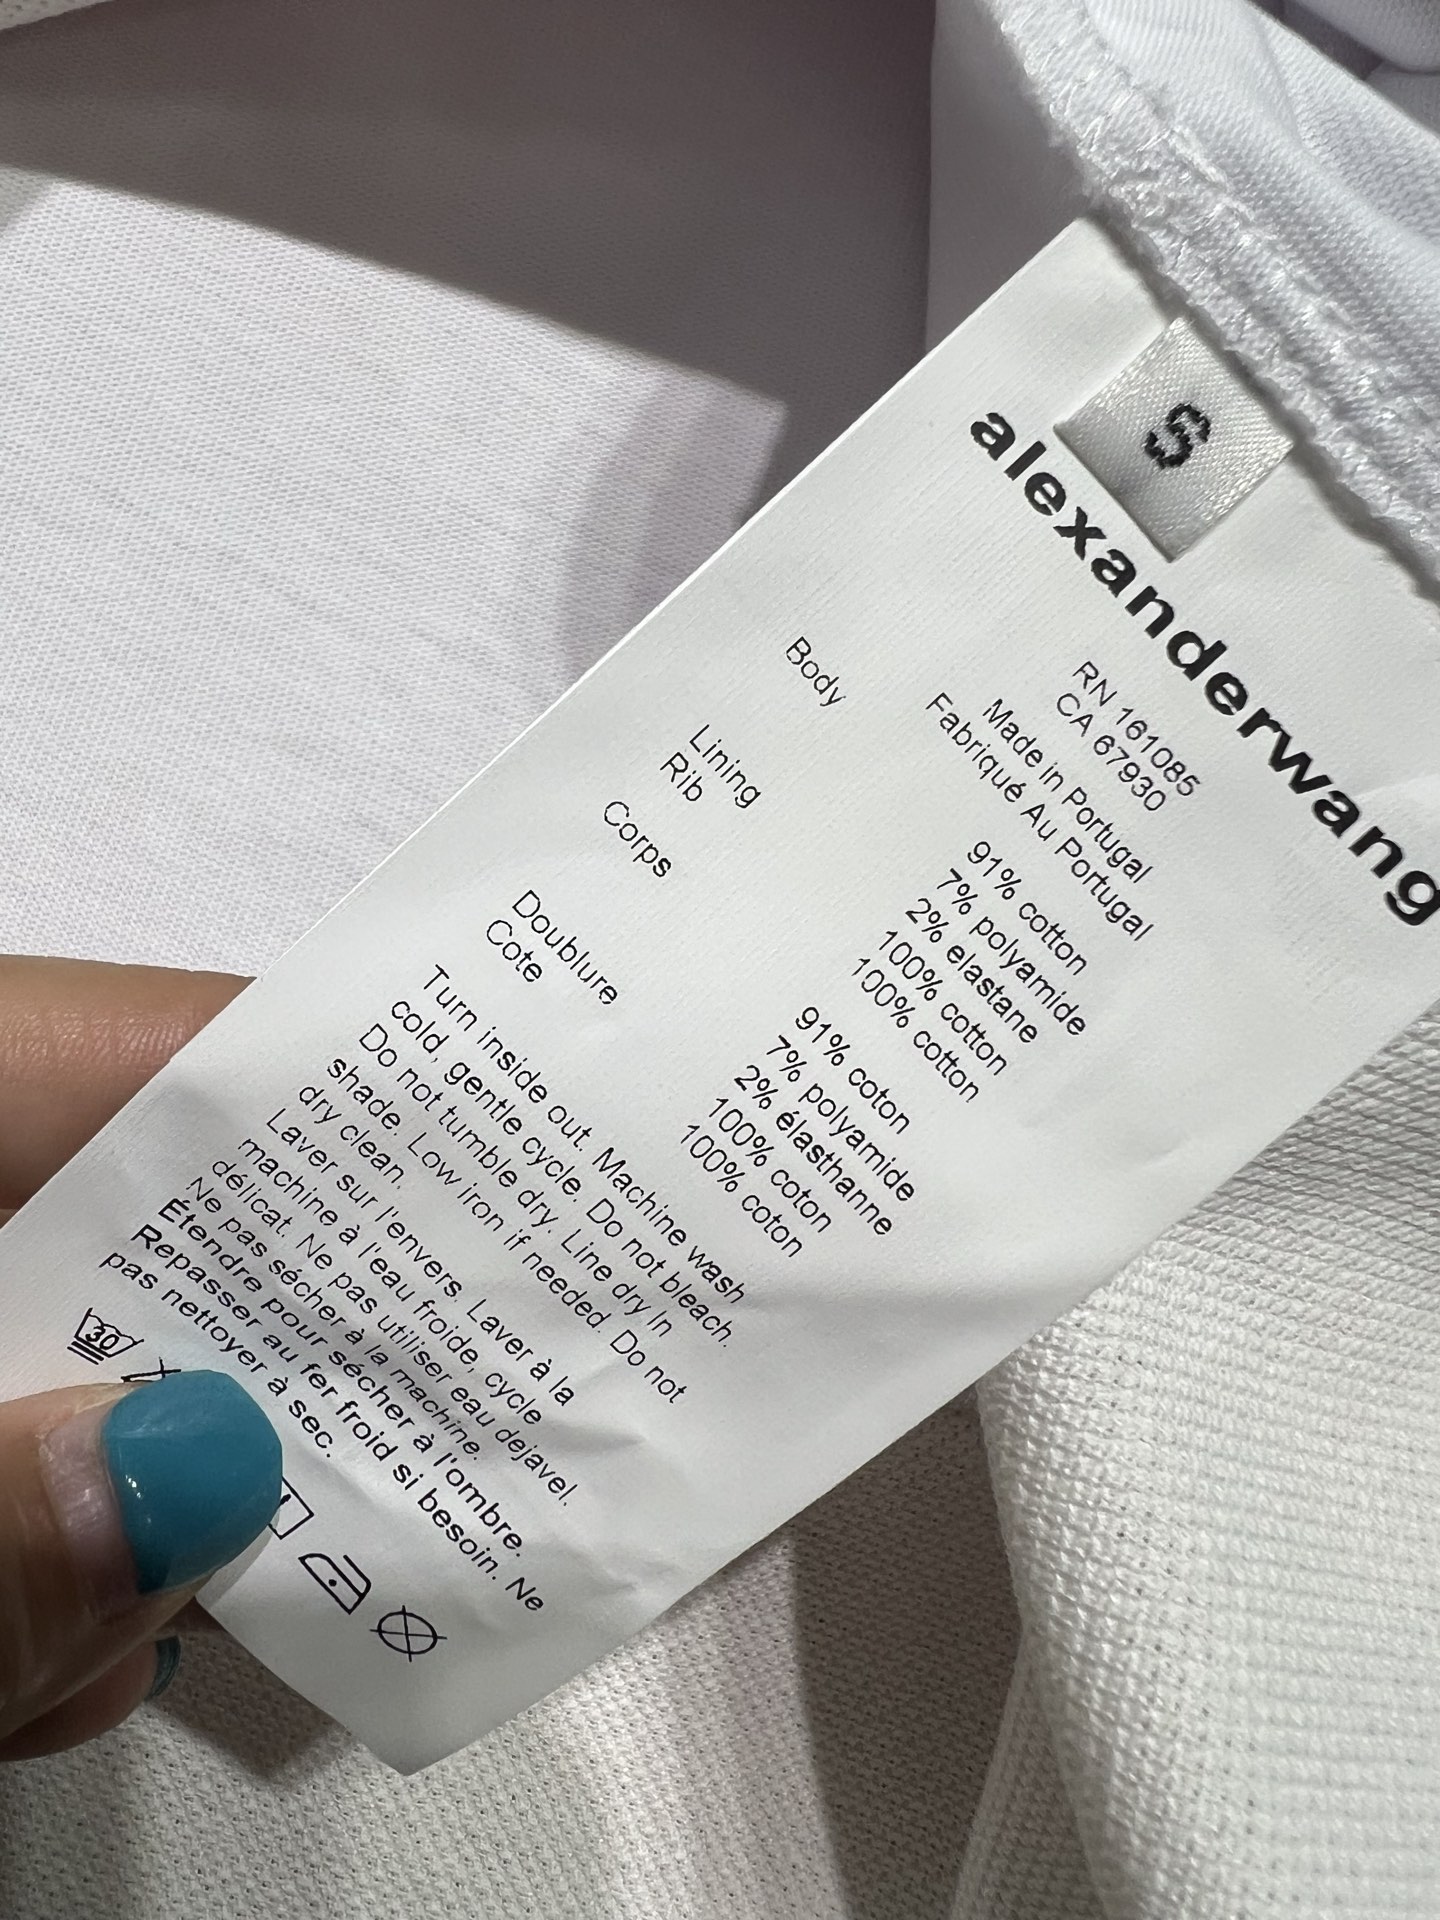 S
alexanderwang
RN 161085
CA 67930
Made in Portugal
Fabriqué Au Portugal
Body 91% cotton
7% polyamide
2% elastane
Lining 100% cotton
Rib 100% cotton
Corps 91% coton
7% polyamide
2% élasthanne
Doublure 100% coton
Cote 100% coton
Turn inside out. Machine wash
cold, gentle cycle. Do not bleach.
Do not tumble dry. Line dry In
shade. Low iron if needed. Do not
dry clean.
Laver sur l'envers. Laver à la
machine à l'eau froide, cycle
délicat. Ne pas utiliser eau dejavel.
Ne pas sécher à la machine.
Étendre pour sécher à l'ombre.
Repasser au fer froid si besoin. Ne
pas nettoyer à sec.
30